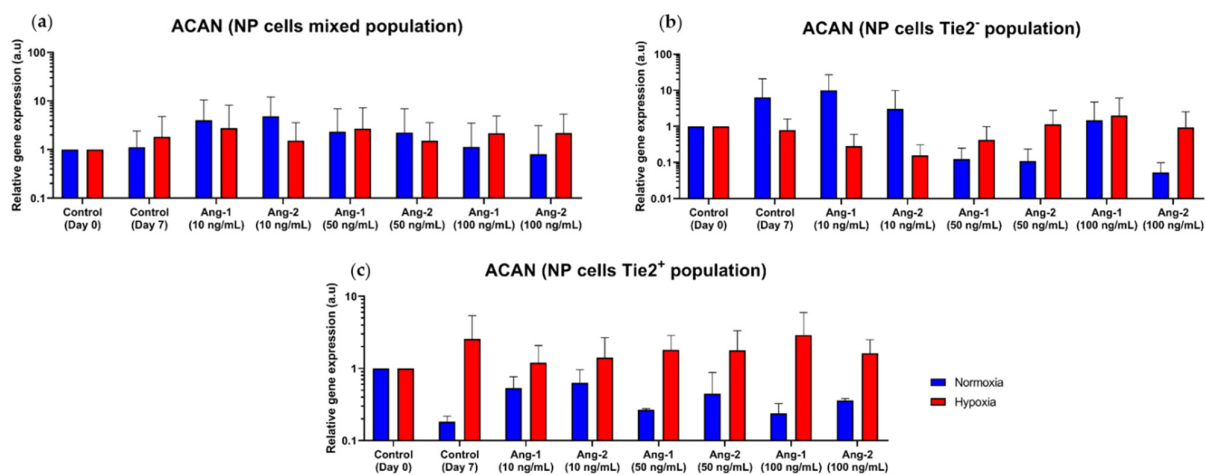 (a)
ACAN (NP cells mixed population)
Relative gene expression (a.u)
100
10
1
0.1
Control Control Ang-1 Ang-2 Ang-1 Ang-2 Ang-1 Ang-2
(Day 0) (Day 7) (10 ng/mL) (10 ng/mL) (50 ng/mL) (50 ng/mL) (100 ng/mL) (100 ng/mL)
(b)
ACAN (NP cells Tie2⁻ population)
Relative gene expression (a.u)
100
10
1
0.1
0.01
Control Control Ang-1 Ang-2 Ang-1 Ang-2 Ang-1 Ang-2
(Day 0) (Day 7) (10 ng/mL) (10 ng/mL) (50 ng/mL) (50 ng/mL) (100 ng/mL) (100 ng/mL)
(c)
ACAN (NP cells Tie2⁺ population)
Relative gene expression (a.u)
10
1
0.1
Control Control Ang-1 Ang-2 Ang-1 Ang-2 Ang-1 Ang-2
(Day 0) (Day 7) (10 ng/mL) (10 ng/mL) (50 ng/mL) (50 ng/mL) (100 ng/mL) (100 ng/mL)
Normoxia
Hypoxia